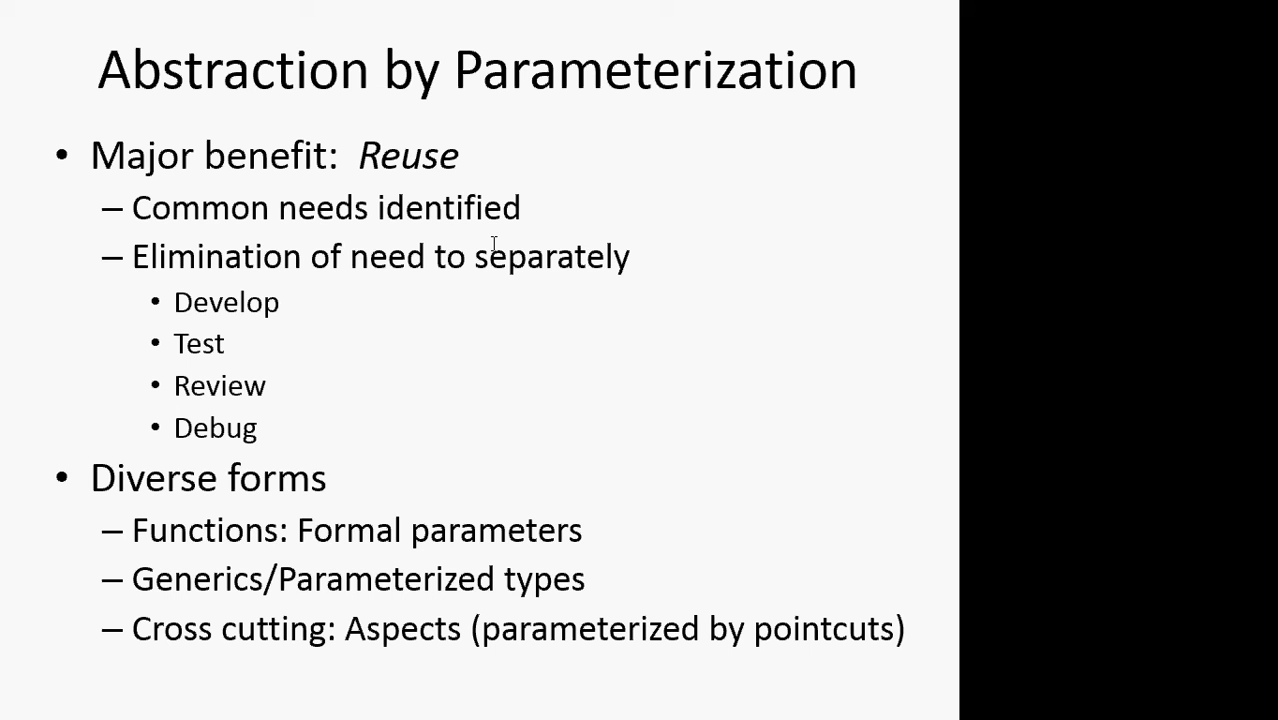 Abstraction by Parameterization
• Major benefit: Reuse
– Common needs identified
– Elimination of need to separately
• Develop
• Test
• Review
• Debug
• Diverse forms
– Functions: Formal parameters
– Generics/Parameterized types
– Cross cutting: Aspects (parameterized by pointcuts)